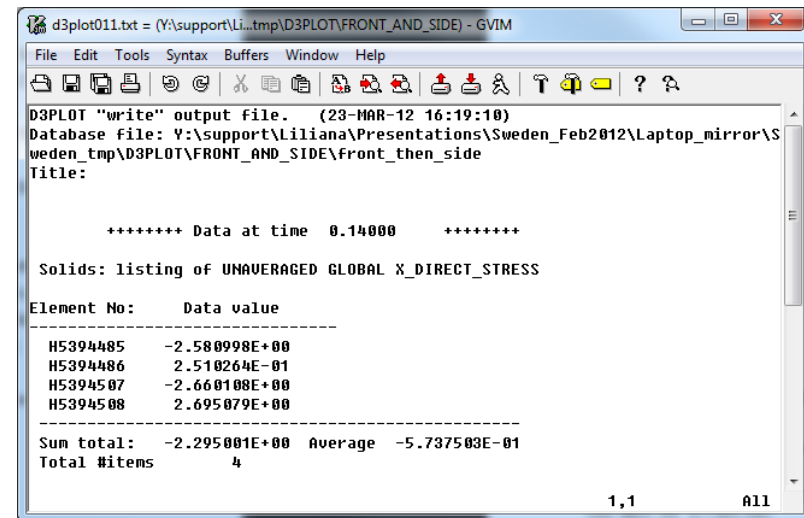 d3plot011.txt = (Y:\support\Li...tmp\D3PLOT\FRONT_AND_SIDE) - GVIM
File Edit Tools Syntax Buffers Window Help
D3PLOT "write" output file. (23-MAR-12 16:19:10)
Database file: Y:\support\Liliana\Presentations\Sweden_Feb2012\Laptop_mirror\S
weden_tmp\D3PLOT\FRONT_AND_SIDE\front_then_side
Title:
++++++++ Data at time 0.14000 ++++++++
Solids: listing of UNAVERAGED GLOBAL X_DIRECT_STRESS
Element No: Data value
----------------------------------
H5394485 -2.580998E+00
H5394486 2.510264E-01
H5394507 -2.660108E+00
H5394508 2.695079E+00
-----------------------------------------------------
Sum total: -2.295001E+00 Average -5.737503E-01
Total #items 4
1,1 All